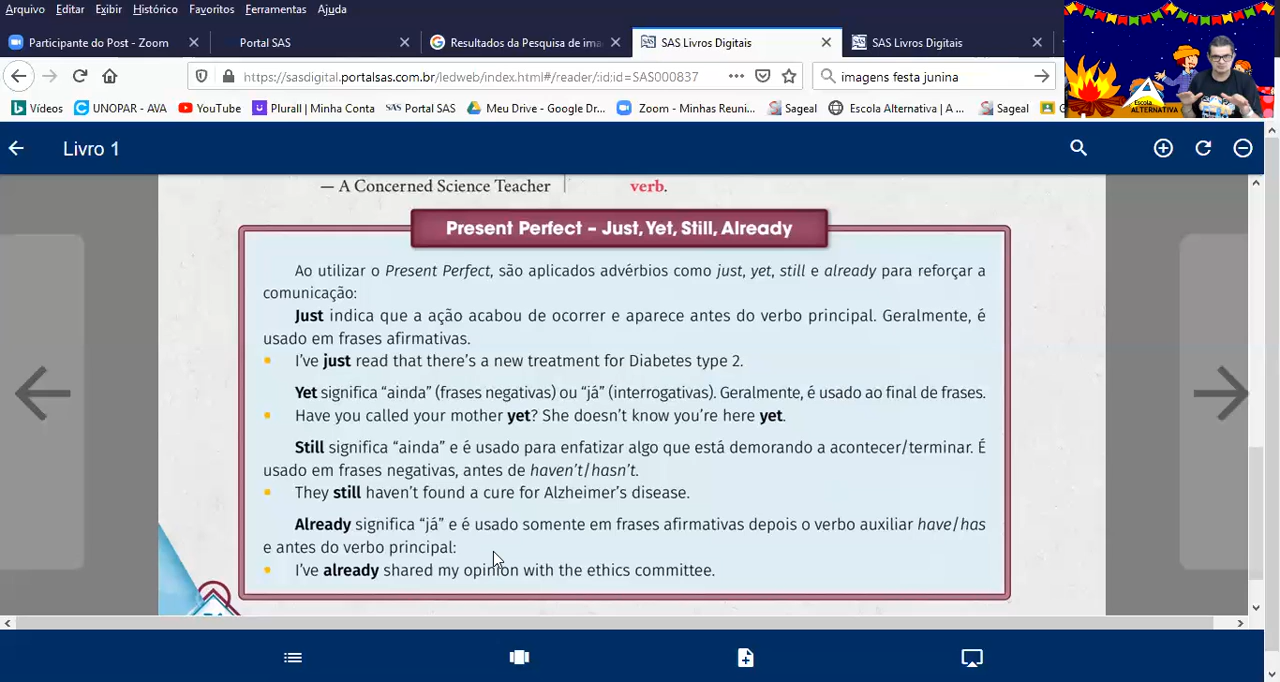 Arquivo Editar Exibir Histórico Favoritos Ferramentas Ajuda
Participante do Post - Zoom Portal SAS Resultados da Pesquisa de ima SAS Livros Digitais SAS Livros Digitais
https://sasdigital.portalsas.com.br/ledweb/index.html#/reader/:id:id=SAS000837 imagens festa junina
Vídeos UNOPAR - AVA YouTube Plurall | Minha Conta SAS Portal SAS Meu Drive - Google Dr... Zoom - Minhas Reuni... Sageal Escola Alternativa | A ... Sageal
Escola
ALTERNATIVA
Livro 1
— A Concerned Science Teacher verb.
Present Perfect – Just, Yet, Still, Already
Ao utilizar o Present Perfect, são aplicados advérbios como just, yet, still e already para reforçar a
comunicação:
Just indica que a ação acabou de ocorrer e aparece antes do verbo principal. Geralmente, é
usado em frases afirmativas.
• I've just read that there's a new treatment for Diabetes type 2.
Yet significa “ainda” (frases negativas) ou “já” (interrogativas). Geralmente, é usado ao final de frases.
• Have you called your mother yet? She doesn't know you're here yet.
Still significa “ainda” e é usado para enfatizar algo que está demorando a acontecer/terminar. É
usado em frases negativas, antes de haven't/hasn't.
• They still haven't found a cure for Alzheimer's disease.
Already significa “já” e é usado somente em frases afirmativas depois o verbo auxiliar have/has
e antes do verbo principal:
• I've already shared my opinion with the ethics committee.